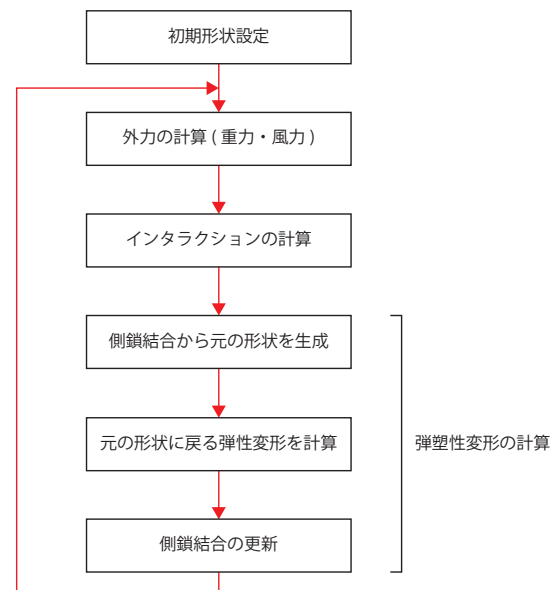 初期形状設定
外力の計算 ( 重力・風力 )
インタラクションの計算
側鎖結合から元の形状を生成
元の形状に戻る弾性変形を計算
弾塑性変形の計算
側鎖結合の更新